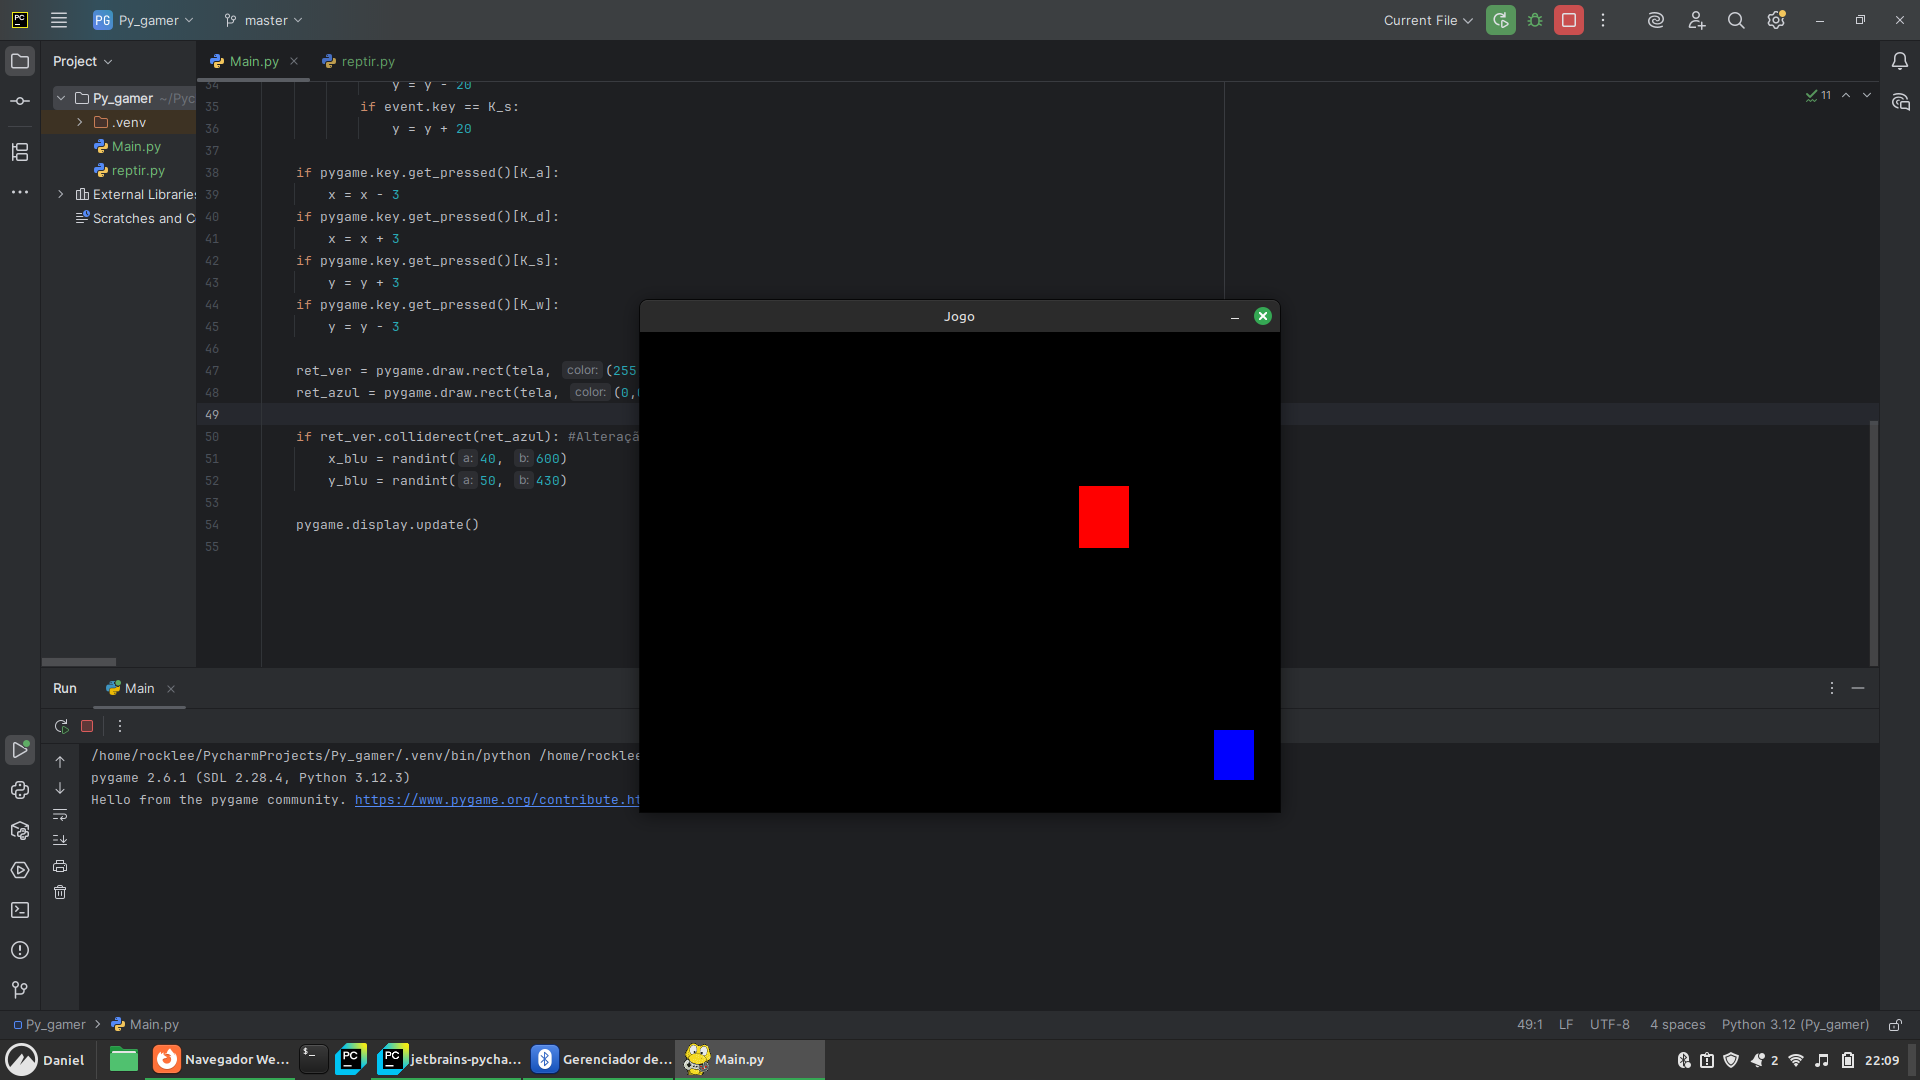 PC PG Py_gamer master Current File
Project Main.py reptir.py
Py_gamer ~/Pyc
.venv
Main.py
reptir.py
External Libraries
Scratches and C
11
34 y = y - 20
35 if event.key == K_s:
36 y = y + 20
37
38 if pygame.key.get_pressed()[K_a]:
39 x = x - 3
40 if pygame.key.get_pressed()[K_d]:
41 x = x + 3
42 if pygame.key.get_pressed()[K_s]:
43 y = y + 3
44 if pygame.key.get_pressed()[K_w]:
45 y = y - 3
46
47 ret_ver = pygame.draw.rect(tela, color: (255
48 ret_azul = pygame.draw.rect(tela, color: (0,
49
50 if ret_ver.colliderect(ret_azul): #Alteraçã
51 x_blu = randint( a: 40, b: 600)
52 y_blu = randint( a: 50, b: 430)
53
54 pygame.display.update()
55
Jogo
Run Main
/home/rocklee/PycharmProjects/Py_gamer/.venv/bin/python /home/rocklee
pygame 2.6.1 (SDL 2.28.4, Python 3.12.3)
Hello from the pygame community. https://www.pygame.org/contribute.ht
Py_gamer Main.py 49:1 LF UTF-8 4 spaces Python 3.12 (Py_gamer)
Daniel Navegador We... PC PC jetbrains-pycha... Gerenciador de... Main.py 2 22:09